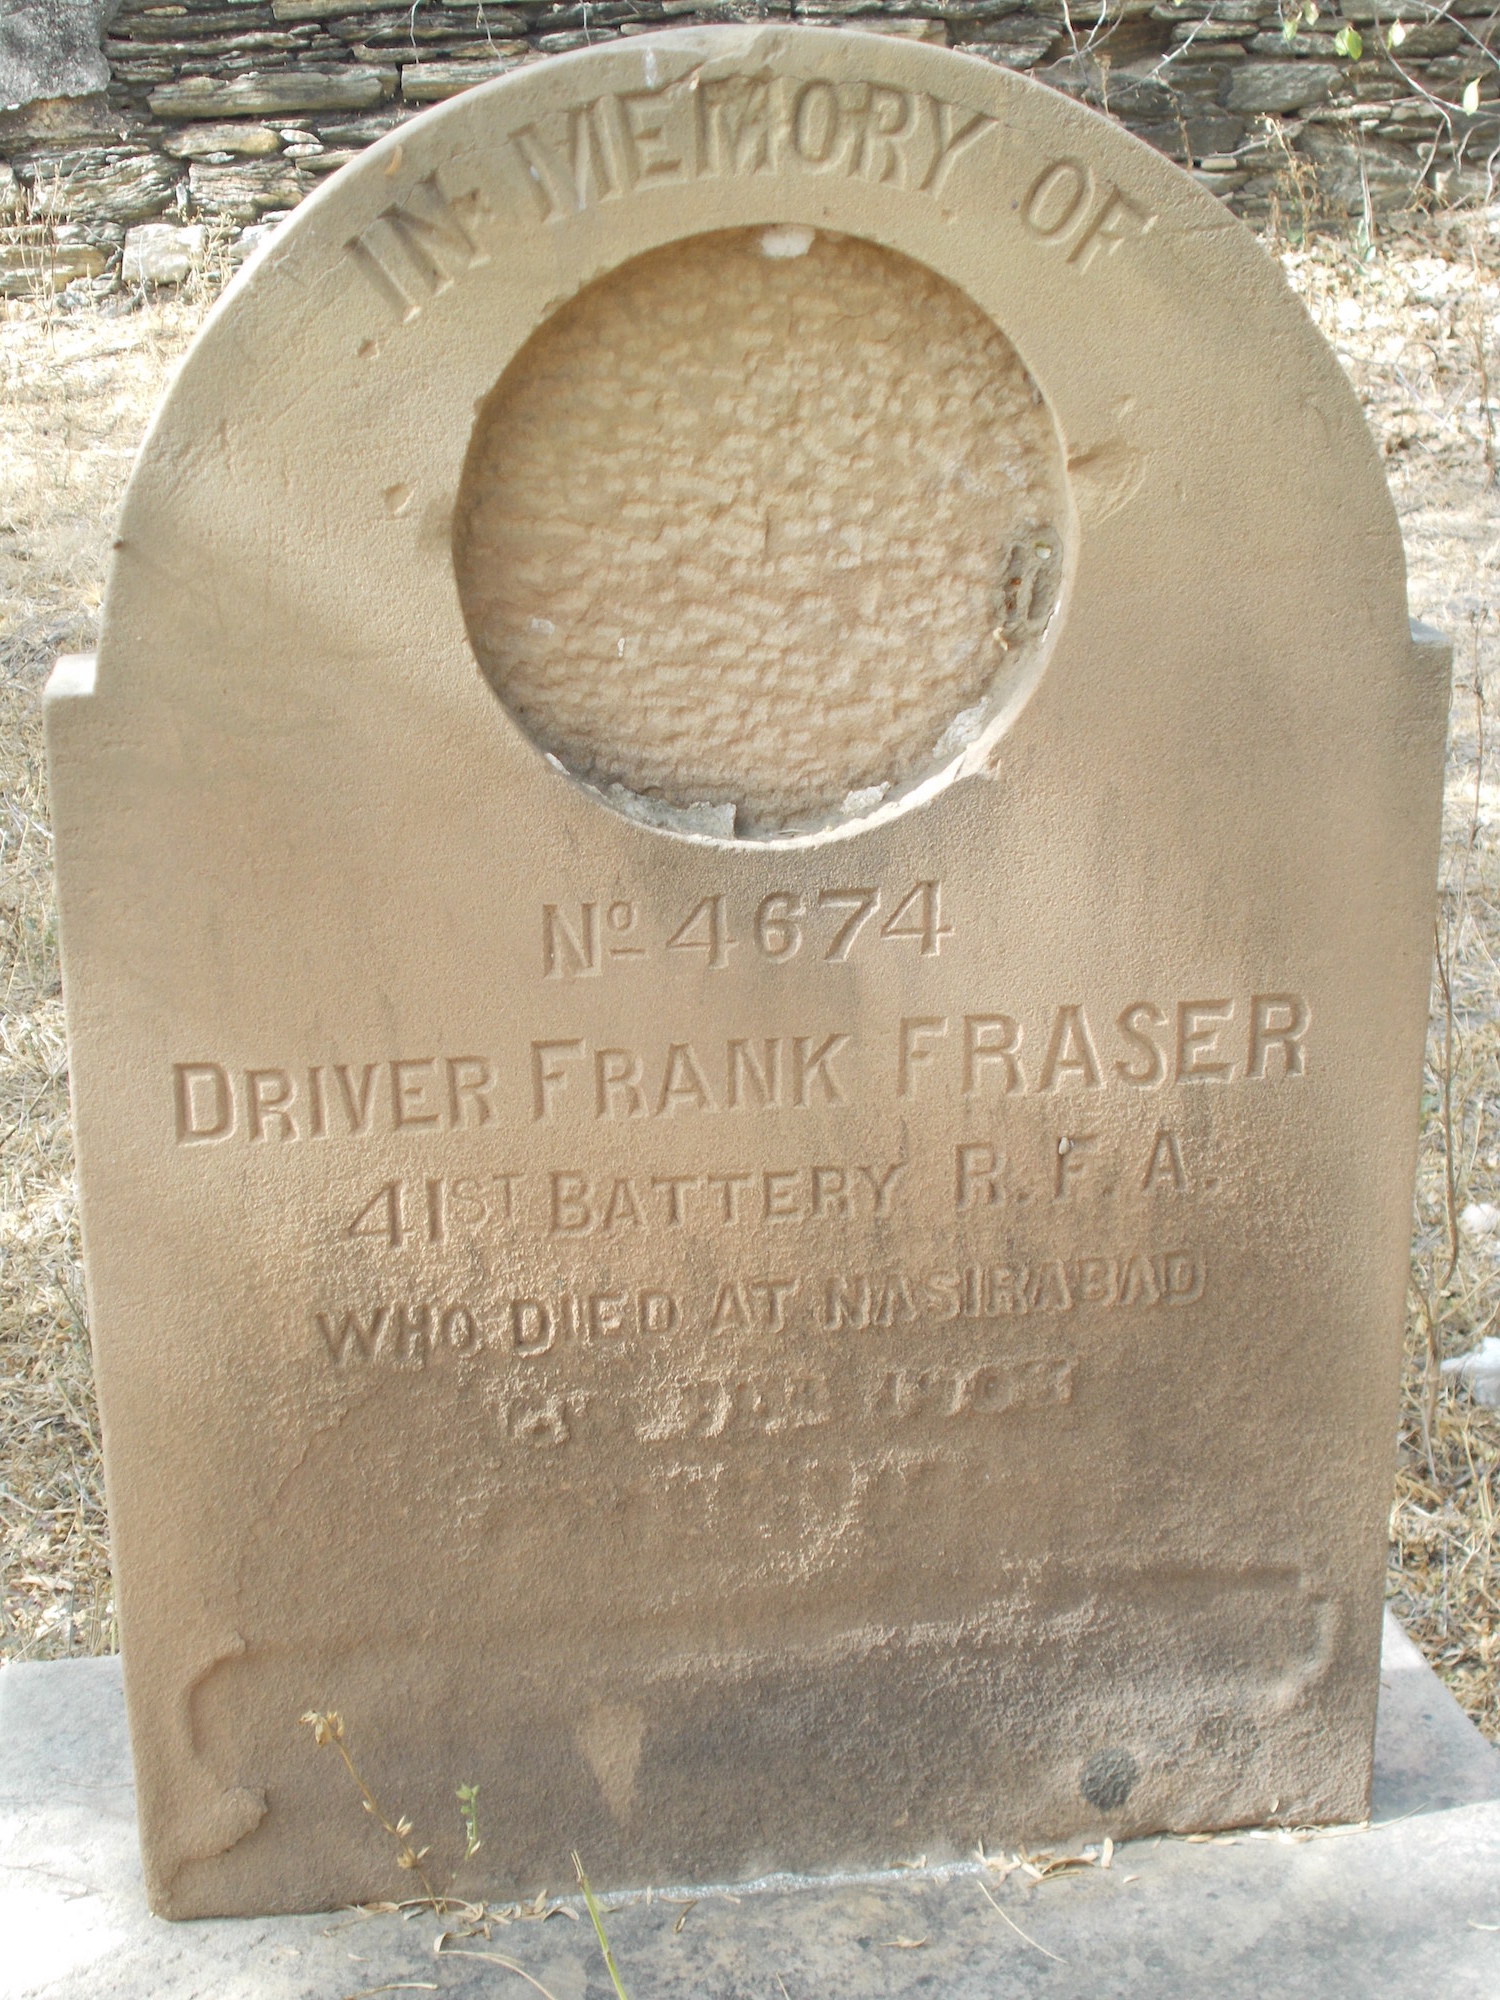 IN MEMORY OF
Nº 4674
DRIVER FRANK FRASER
41ST BATTERY R.F.A.
WHO DIED AT NASIRABAD